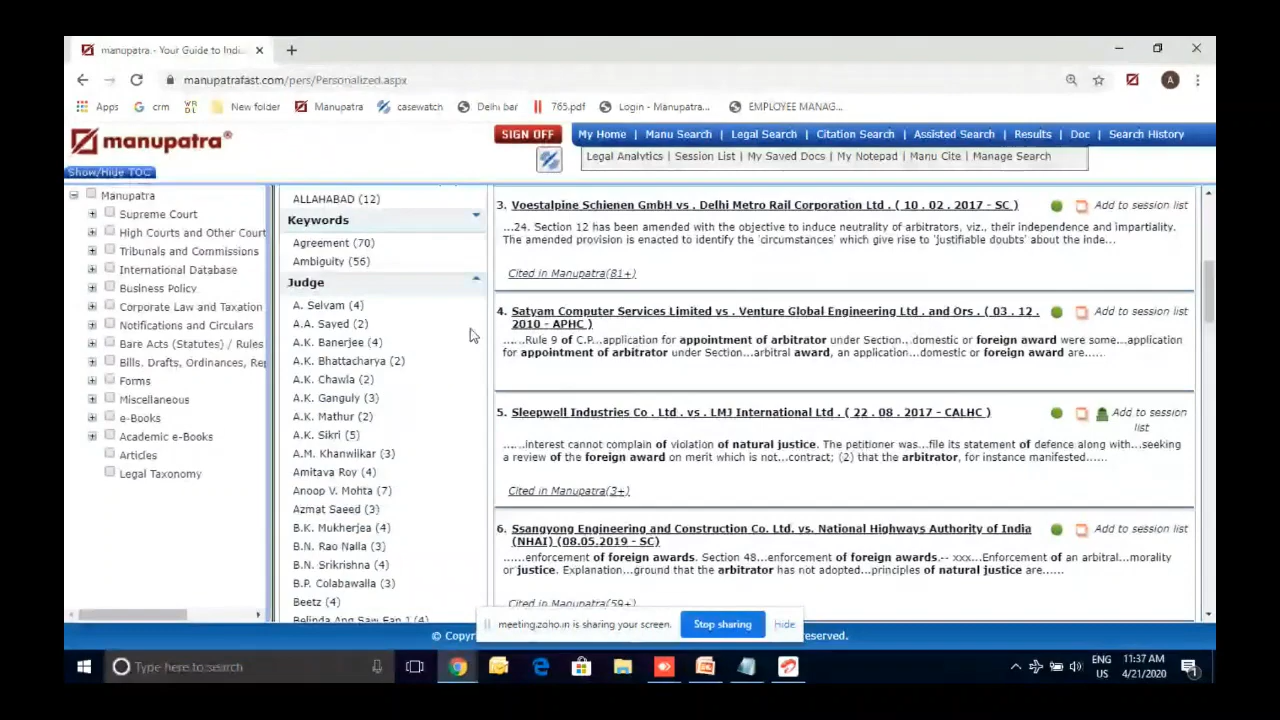 manupatra - Your Guide to Indi
manupatrafast.com/pers/Personalized.aspx
Apps
crm
New folder
Manupatra
casewatch
Delhi bar
765.pdf
Login - Manupatra...
EMPLOYEE MANAG...
manupatra®
SIGN OFF
My Home | Manu Search | Legal Search | Citation Search | Assisted Search | Results | Doc | Search History
Legal Analytics | Session List | My Saved Docs | My Notepad | Manu Cite | Manage Search
Show/Hide TOC
Manupatra
Supreme Court
High Courts and Other Court
Tribunals and Commissions
International Database
Business Policy
Corporate Law and Taxation
Notifications and Circulars
Bare Acts (Statutes) / Rules
Bills, Drafts, Ordinances, Rep
Forms
Miscellaneous
e-Books
Academic e-Books
Articles
Legal Taxonomy
ALLAHABAD (12)
Keywords
Agreement (70)
Ambiguity (56)
Judge
A. Selvam (4)
A.A. Sayed (2)
A.K. Banerjee (4)
A.K. Bhattacharya (2)
A.K. Chawla (2)
A.K. Ganguly (3)
A.K. Mathur (2)
A.K. Sikri (5)
A.M. Khanwilkar (3)
Amitava Roy (4)
Anoop V. Mohta (7)
Azmat Saeed (3)
B.K. Mukherjea (4)
B.N. Rao Nalla (3)
B.N. Srikrishna (4)
B.P. Colabawalla (3)
Beetz (4)
Belinda Ang Saw Ean J (4)
3. Voestalpine Schienen GmbH vs . Delhi Metro Rail Corporation Ltd . ( 10 . 02 . 2017 - SC )
Add to session list
...24. Section 12 has been amended with the objective to induce neutrality of arbitrators, viz., their independence and impartiality.
The amended provision is enacted to identify the 'circumstances' which give rise to 'justifiable doubts' about the inde...
Cited in Manupatra(81+)
4. Satyam Computer Services Limited vs . Venture Global Engineering Ltd . and Ors . ( 03 . 12 .
2010 - APHC )
Add to session list
......Rule 9 of C.P...application for appointment of arbitrator under Section...domestic or foreign award were some...application
for appointment of arbitrator under Section...arbitral award, an application...domestic or foreign award are......
5. Sleepwell Industries Co . Ltd . vs . LMJ International Ltd . ( 22 . 08 . 2017 - CALHC )
Add to session
list
......interest cannot complain of violation of natural justice. The petitioner was...file its statement of defence along with...seeking
a review of the foreign award on merit which is not...contract; (2) that the arbitrator, for instance manifested......
Cited in Manupatra(3+)
6. Ssangyong Engineering and Construction Co. Ltd. vs. National Highways Authority of India
(NHAI) (08.05.2019 - SC)
Add to session list
......enforcement of foreign awards. Section 48...enforcement of foreign awards.-- xxx...Enforcement of an arbitral...morality
or justice. Explanation...ground that the arbitrator has not adopted...principles of natural justice are......
Cited in Manupatra(59+)
meeting.zoho.in is sharing your screen.
Stop sharing
hide
© Copyr
reserved.
Type here to search
ENG
US
11:37 AM
4/21/2020
1